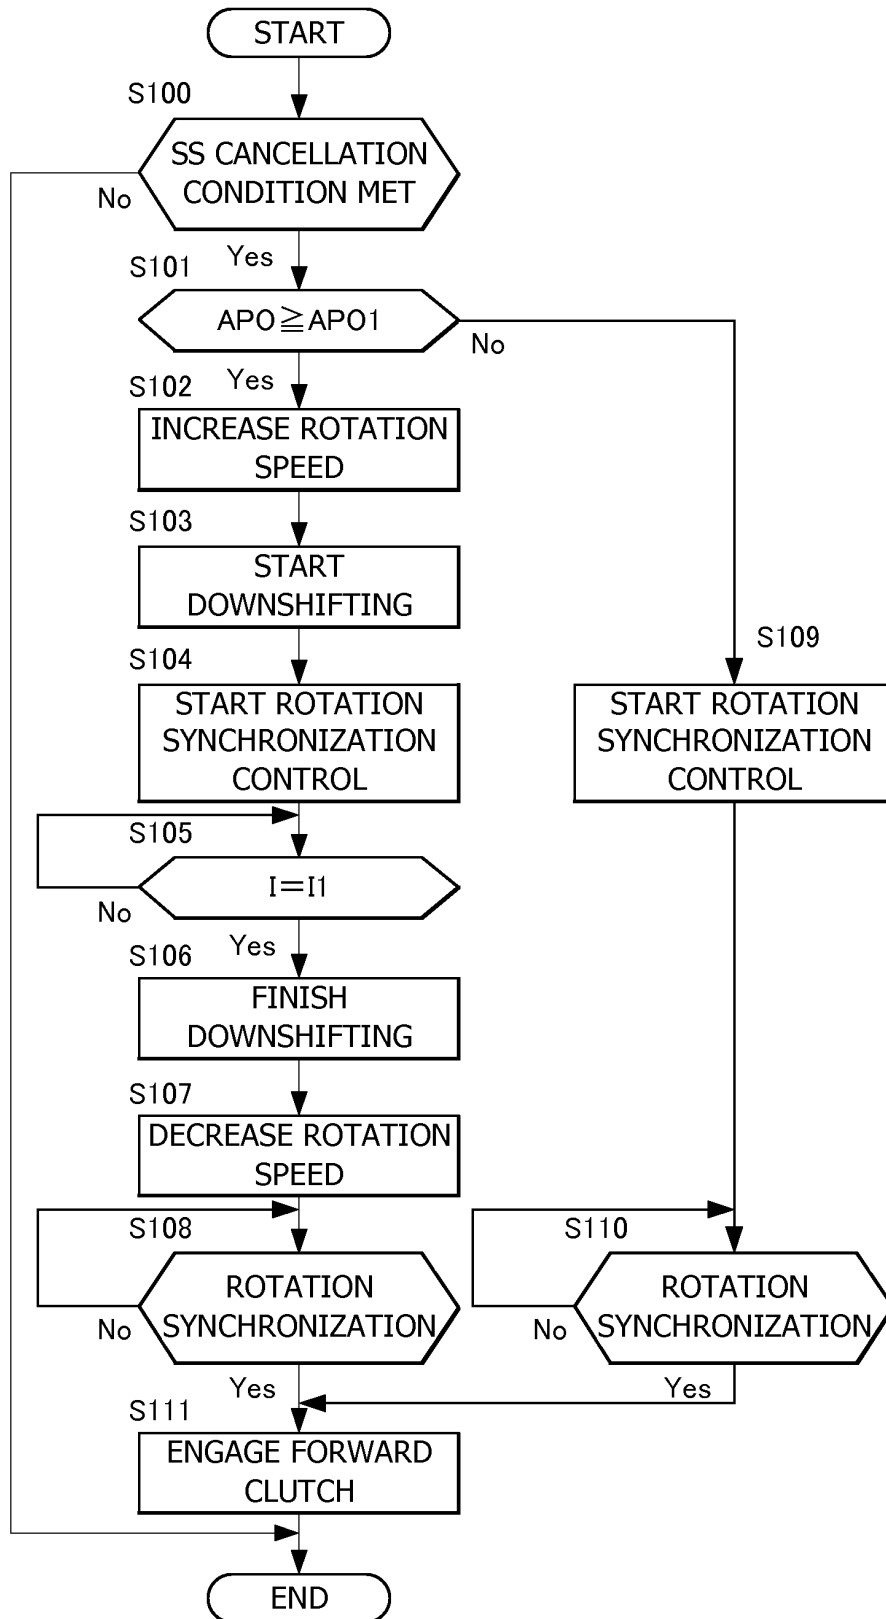 START
S100
SS CANCELLATION
CONDITION MET
No
Yes
S101
APO≧APO1
No
Yes
S102
INCREASE ROTATION
SPEED
S103
START
DOWNSHIFTING
S104
START ROTATION
SYNCHRONIZATION
CONTROL
S109
START ROTATION
SYNCHRONIZATION
CONTROL
S105
I=I1
No
Yes
S106
FINISH
DOWNSHIFTING
S107
DECREASE ROTATION
SPEED
S108
ROTATION
SYNCHRONIZATION
No
Yes
S110
ROTATION
SYNCHRONIZATION
No
Yes
S111
ENGAGE FORWARD
CLUTCH
END